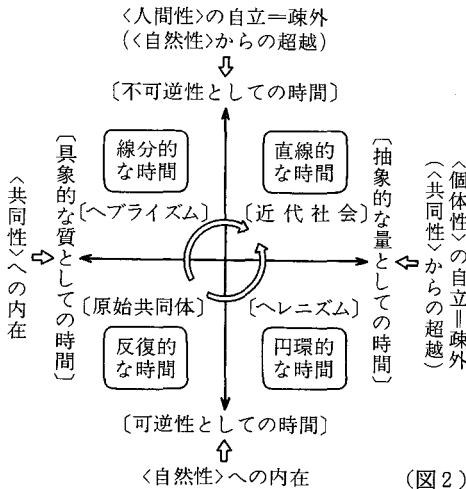 <人間性>の自立=疎外
(<自然性>からの超越)
〔不可逆性としての時間〕
線分的
な時間
直線的
な時間
〔ヘブライズム〕
〔近代社会〕
<共同性>への内在
〔具象的な質としての時間〕
〔抽象的な量としての時間〕
<個体性>の自立=疎外
(<共同性>からの超越)
〔原始共同体〕
〔ヘレニズム〕
反復的
な時間
円環的
な時間
〔可逆性としての時間〕
<自然性>への内在
(図2)